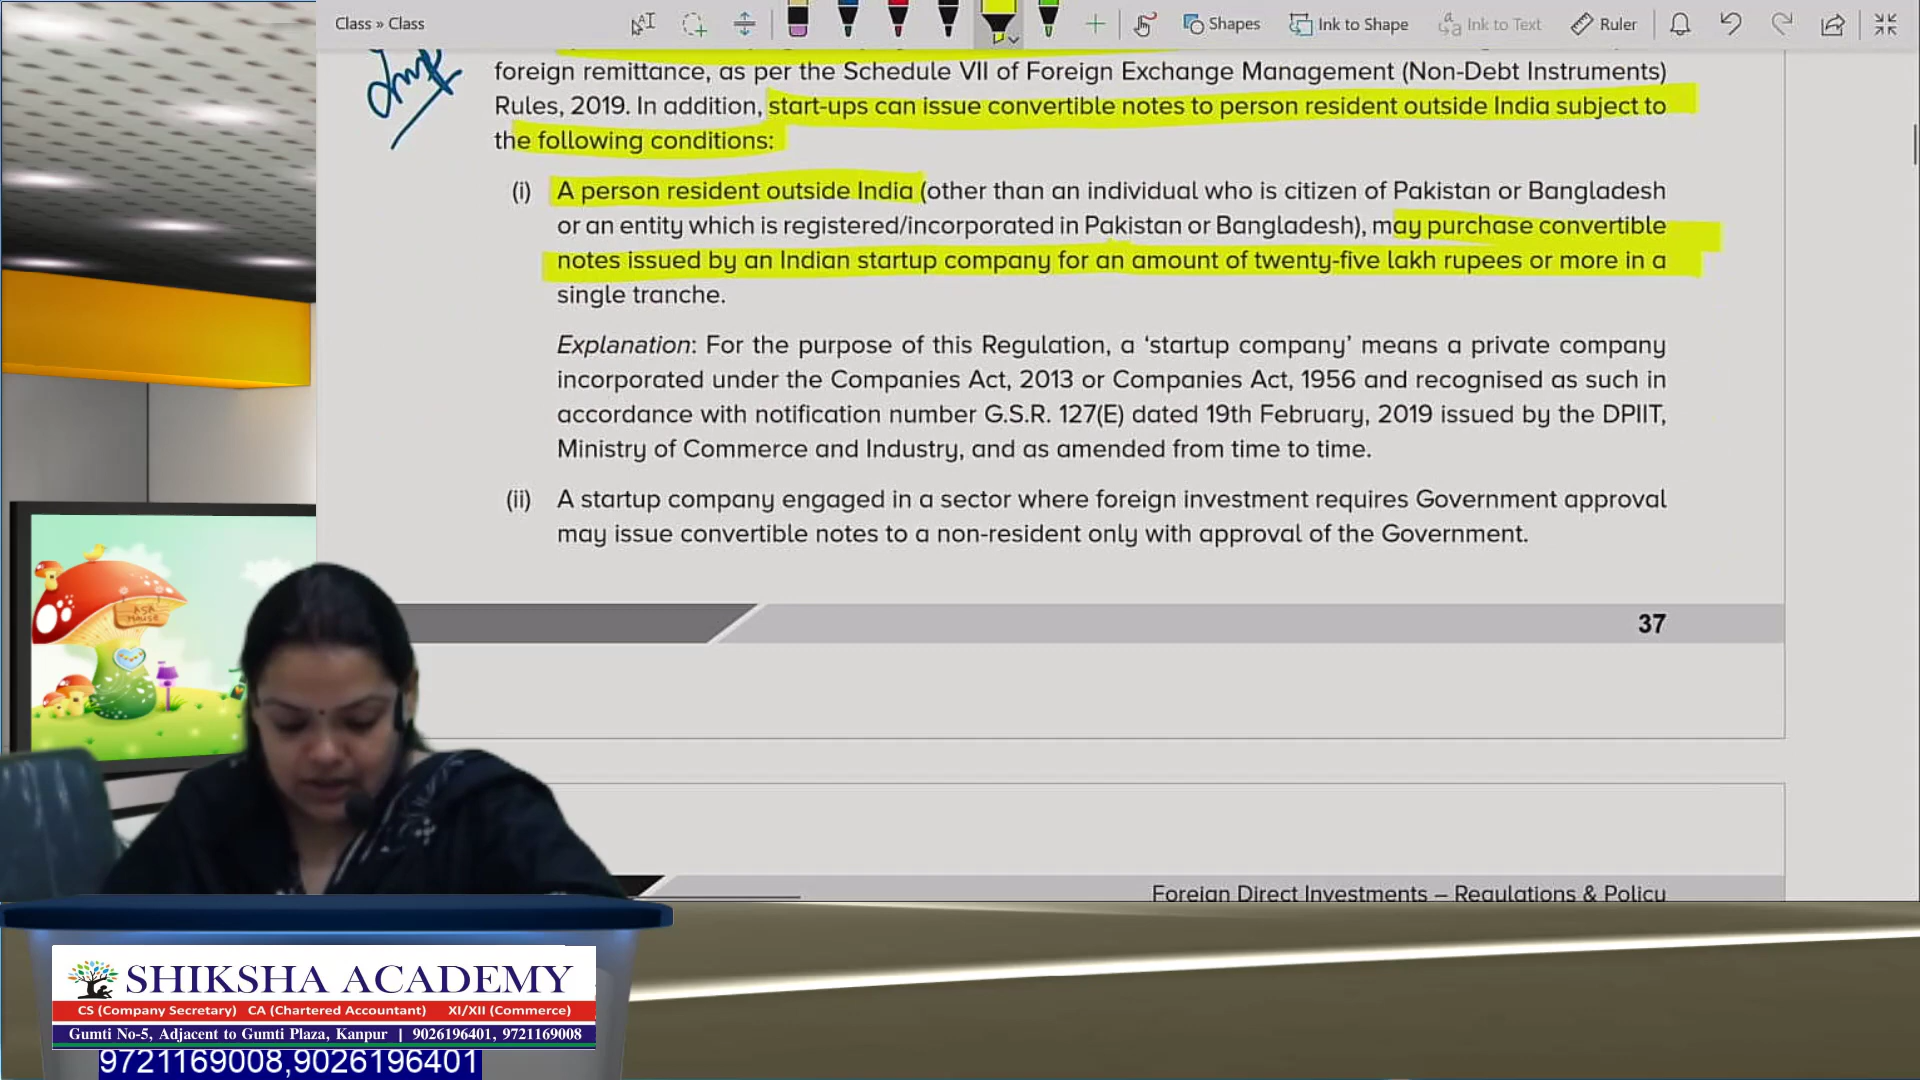 Class » Class
Shapes
Ink to Shape
Ink to Text
Ruler
Imp
foreign remittance, as per the Schedule VII of Foreign Exchange Management (Non-Debt Instruments)
Rules, 2019. In addition, start-ups can issue convertible notes to person resident outside India subject to
the following conditions:
(i) A person resident outside India (other than an individual who is citizen of Pakistan or Bangladesh
or an entity which is registered/incorporated in Pakistan or Bangladesh), may purchase convertible
notes issued by an Indian startup company for an amount of twenty-five lakh rupees or more in a
single tranche.
Explanation: For the purpose of this Regulation, a ‘startup company’ means a private company
incorporated under the Companies Act, 2013 or Companies Act, 1956 and recognised as such in
accordance with notification number G.S.R. 127(E) dated 19th February, 2019 issued by the DPIIT,
Ministry of Commerce and Industry, and as amended from time to time.
(ii) A startup company engaged in a sector where foreign investment requires Government approval
may issue convertible notes to a non-resident only with approval of the Government.
37
Foreign Direct Investments – Regulations & Policy
ASA
House
SHIKSHA ACADEMY
CS (Company Secretary) CA (Chartered Accountant) XI/XII (Commerce)
Gumti No-5, Adjacent to Gumti Plaza, Kanpur | 9026196401, 9721169008
9721169008,9026196401